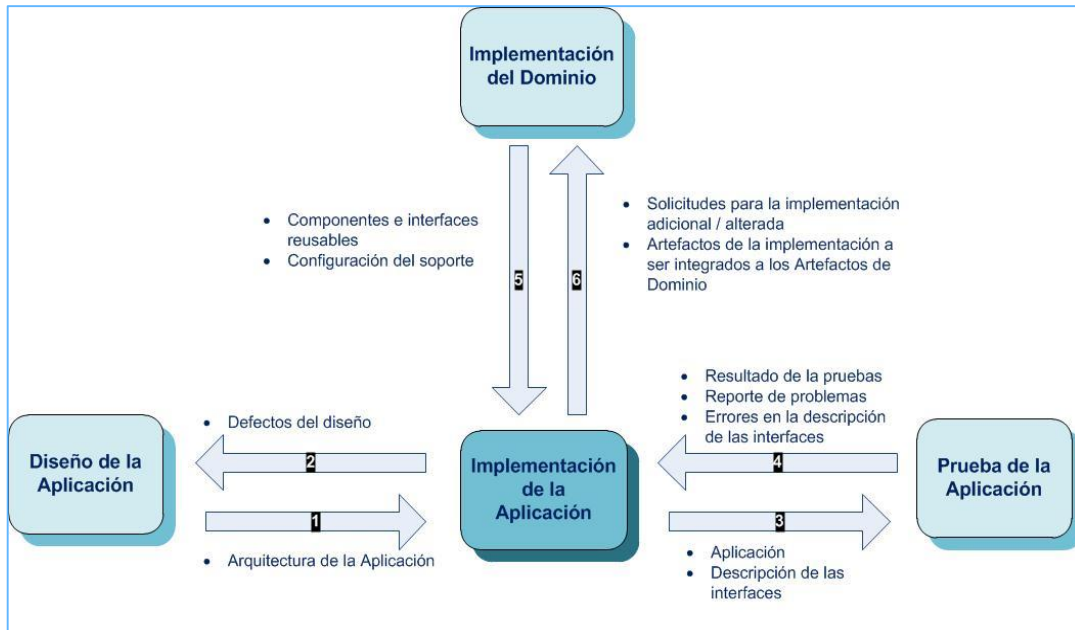 Implementación
del Dominio
• Componentes e interfaces
reusables
• Configuración del soporte
5
6
• Solicitudes para la implementación
adicional / alterada
• Artefactos de la implementación a
ser integrados a los Artefactos de
Dominio
• Resultado de la pruebas
• Reporte de problemas
• Errores en la descripción
de las interfaces
• Defectos del diseño
Diseño de la
Aplicación
2
1
• Arquitectura de la Aplicación
Implementación
de la
Aplicación
4
3
• Aplicación
• Descripción de las
interfaces
Prueba de la
Aplicación